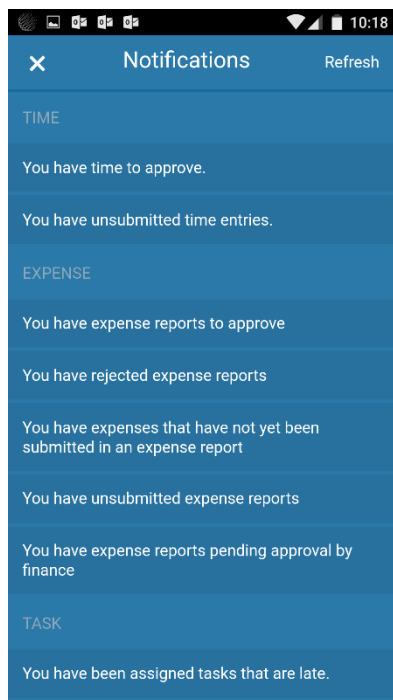 10:18
Notifications
Refresh
TIME
You have time to approve.
You have unsubmitted time entries.
EXPENSE
You have expense reports to approve
You have rejected expense reports
You have expenses that have not yet been
submitted in an expense report
You have unsubmitted expense reports
You have expense reports pending approval by
finance
TASK
You have been assigned tasks that are late.